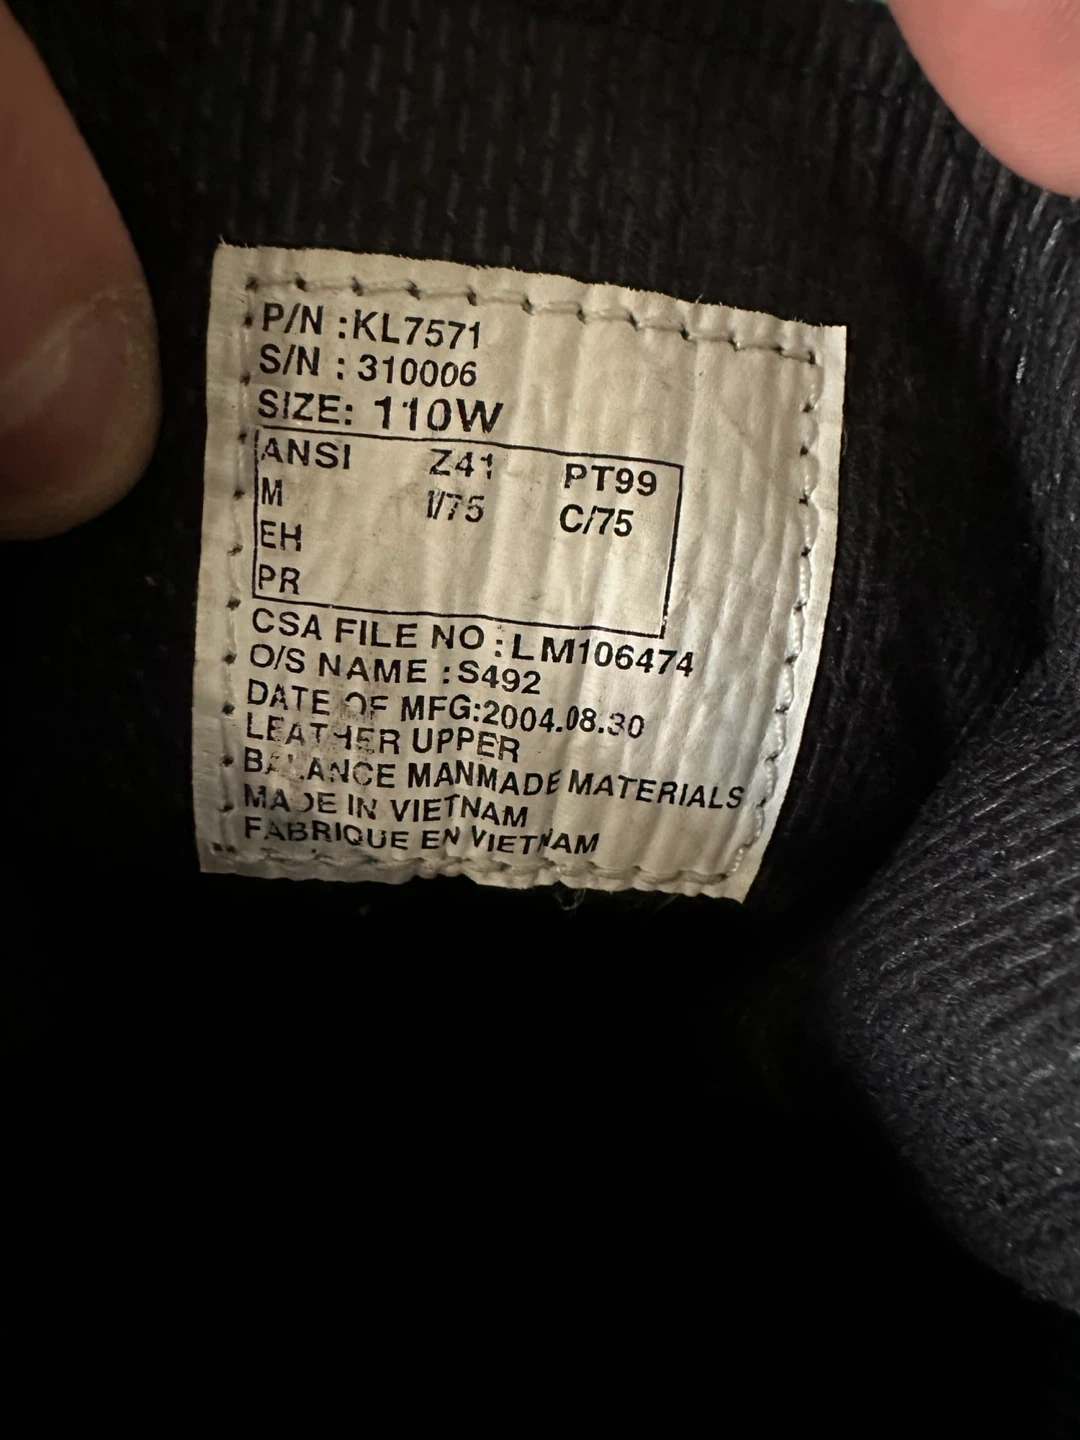 P/N :KL7571
S/N : 310006
SIZE: 110W
ANSI Z41 PT99
M I/75 C/75
EH
PR
CSA FILE NO :LM106474
O/S NAME :S492
DATE OF MFG:2004.08.30
LEATHER UPPER
BALANCE MANMADE MATERIALS
MADE IN VIETNAM
FABRIQUE EN VIETNAM